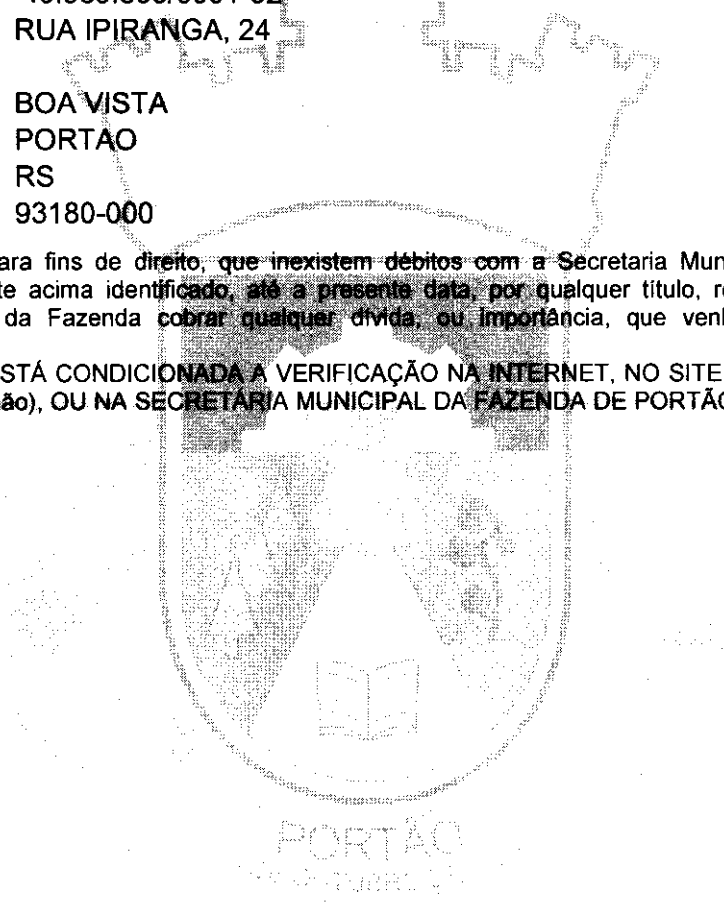 RUA IPIRANGA, 24
BOA VISTA
PORTAO
RS
93180-000
ara fins de direito, que inexistem débitos com a Secretaria Mun
te acima identificado, até a presente data, por qualquer título, r
da Fazenda cobrar qualquer dívida, ou importância, que venh
STÁ CONDICIONADA A VERIFICAÇÃO NA INTERNET, NO SITE
ão), OU NA SECRETARIA MUNICIPAL DA FAZENDA DE PORTÃO
PORTÃO